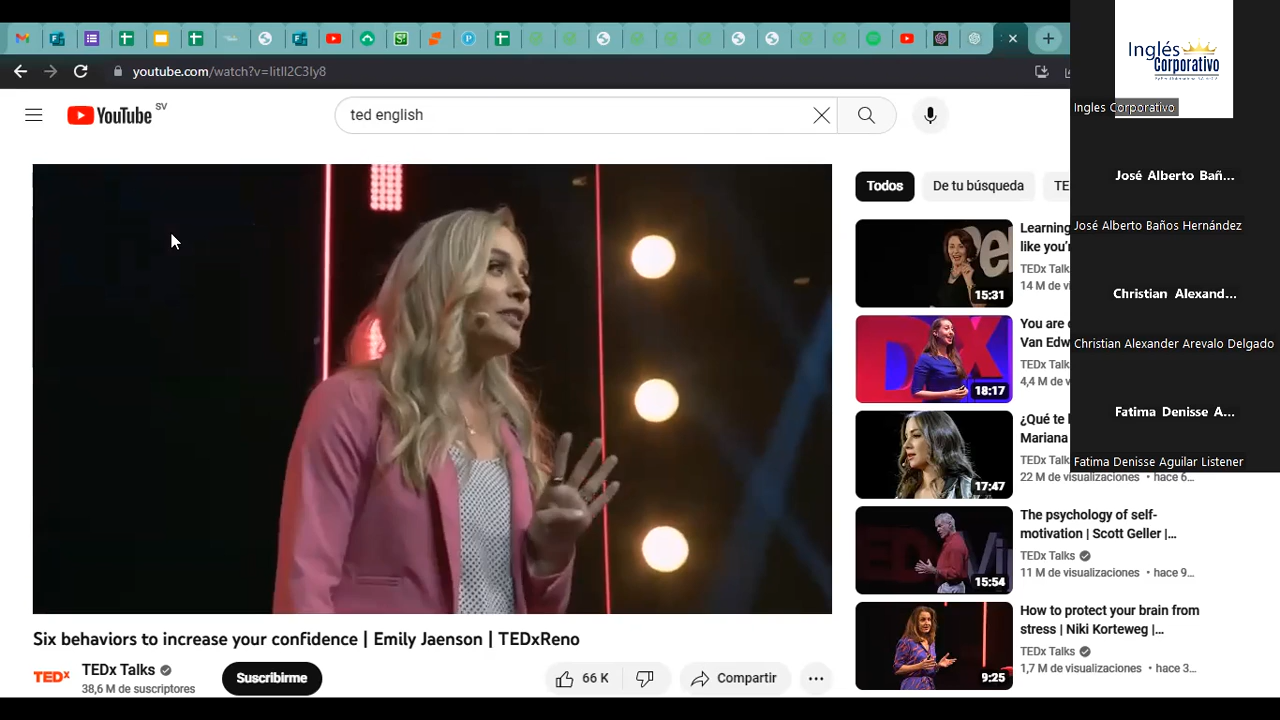 youtube.com/watch?v=IitlI2C3Iy8
YouTube SV
ted english
Todos
De tu búsqueda
TE
Learning
like you'r
TEDx Talks
14 M de vi
15:31
You are c
Van Edw
TEDx Talk
4,4 M de
18:17
¿Qué te h
Mariana
TEDx Talk
22 M de visualizaciones • hace 6...
17:47
The psychology of self-
motivation | Scott Geller |...
TEDx Talks
11 M de visualizaciones • hace 9...
15:54
How to protect your brain from
stress | Niki Korteweg |...
TEDx Talks
1,7 M de visualizaciones • hace 3...
9:25
Six behaviors to increase your confidence | Emily Jaenson | TEDxReno
TEDx
TEDx Talks
38,6 M de suscriptores
Suscribirme
66 K
Compartir
Inglés
Corporativo
Ingles Corporativo
José Alberto Bañ...
José Alberto Baños Hernández
Christian Alexand...
Christian Alexander Arevalo Delgado
Fatima Denisse A...
Fatima Denisse Aguilar Listener